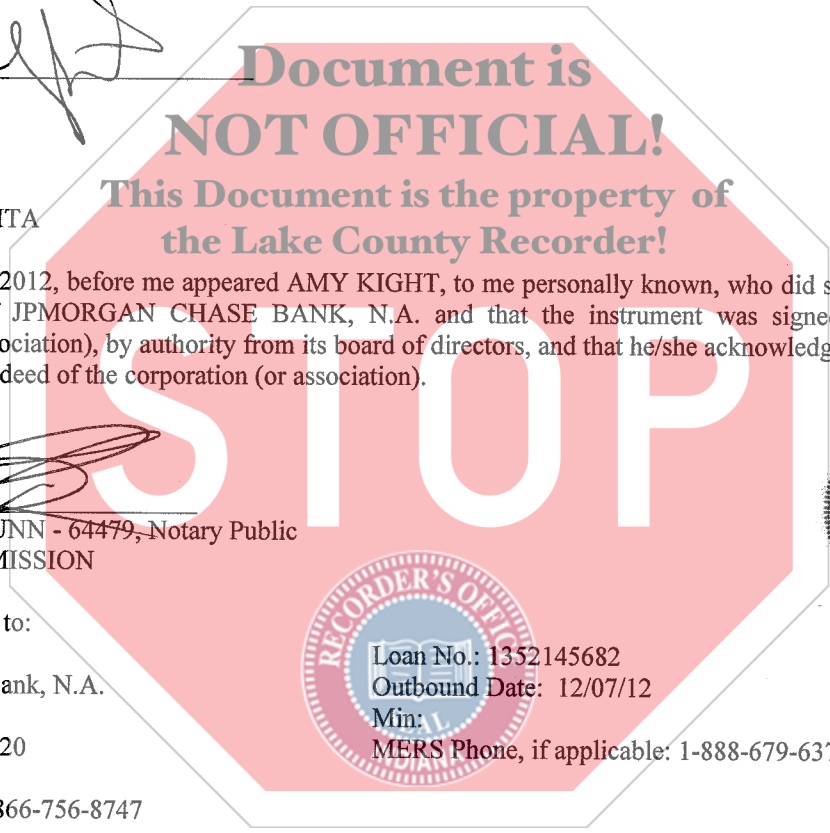 Document is
NOT OFFICIAL!
This Document is the property of
the Lake County Recorder!
ITA
2012, before me appeared AMY KIGHT, to me personally known, who did s
JPMORGAN CHASE BANK, N.A. and that the instrument was signe
ociation), by authority from its board of directors, and that he/she acknowledg
deed of the corporation (or association).
STOP
UNN - 64479, Notary Public
MISSION
RECORDER'S OFFICE
to:
Loan No.: 1352145682
ank, N.A.
Outbound Date: 12/07/12
Min:
SEAL
20
MERS Phone, if applicable: 1-888-679-637
INDIANA
866-756-8747